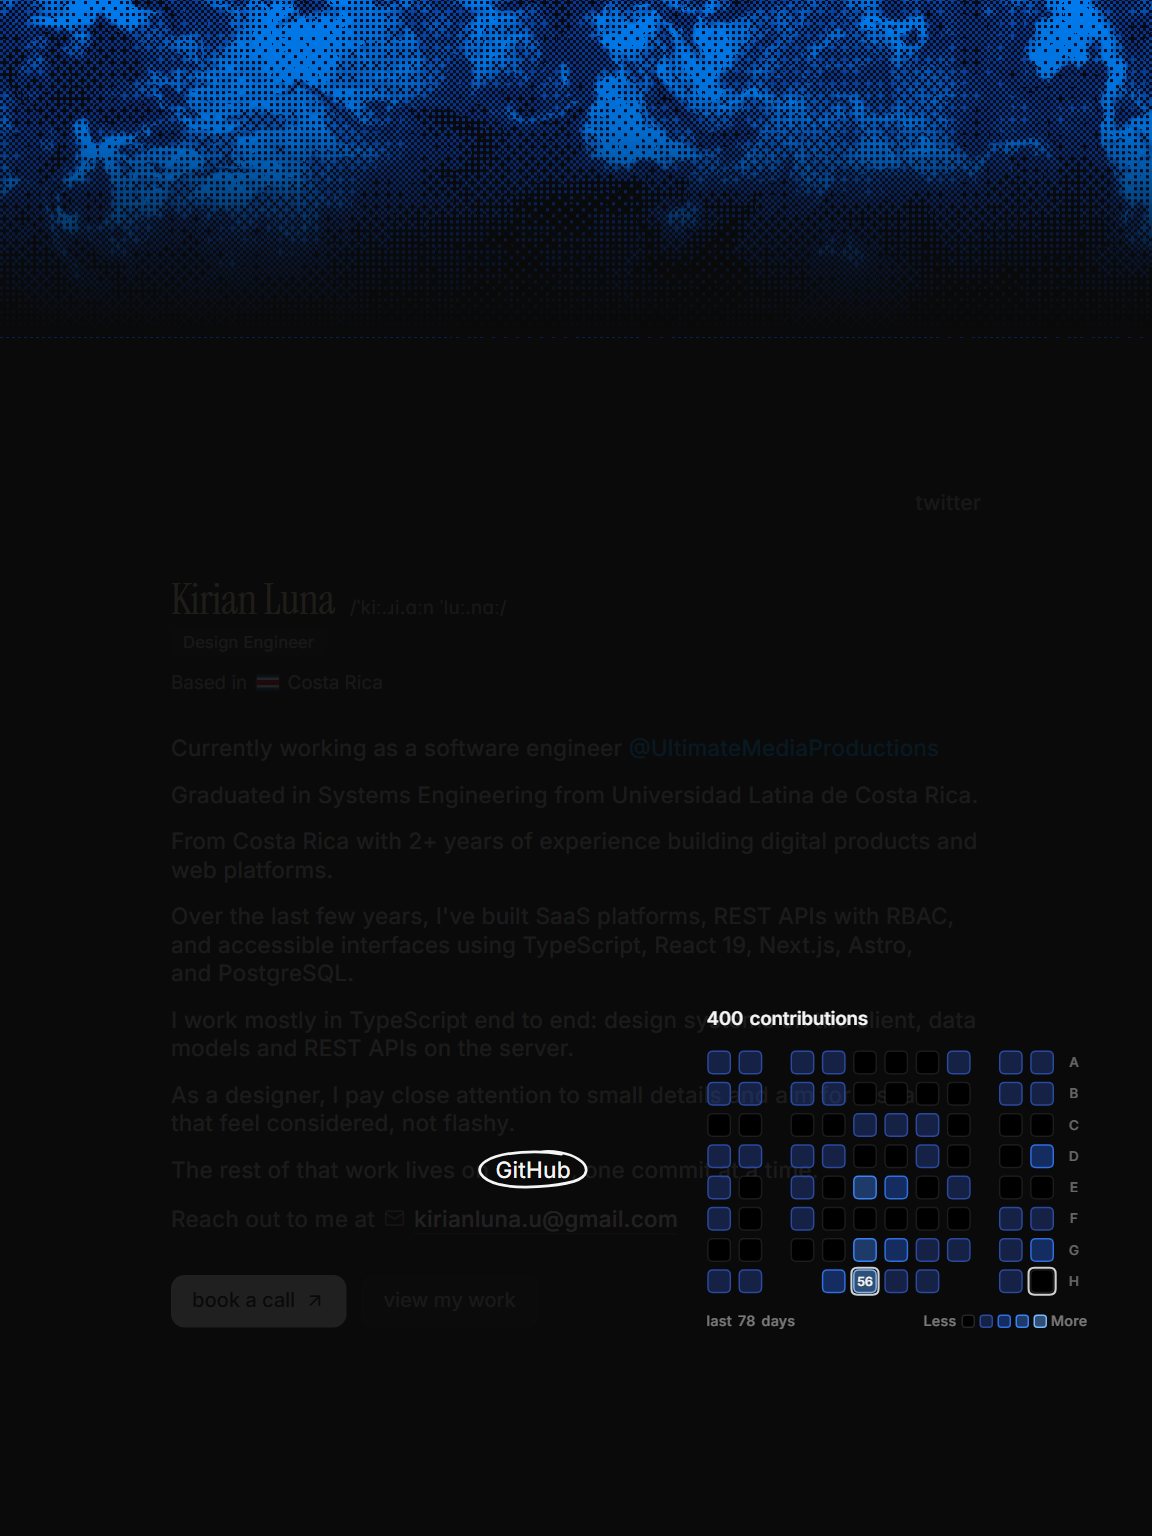 twitter
Kirian Luna /ˈkiː.ɹi.ɑːn ˈluː.nɑː/
Design Engineer
Based in Costa Rica
Currently working as a software engineer @UltimateMediaProductions
Graduated in Systems Engineering from Universidad Latina de Costa Rica.
From Costa Rica with 2+ years of experience building digital products and
web platforms.
Over the last few years, I've built SaaS platforms, REST APIs with RBAC,
and accessible interfaces using TypeScript, React 19, Next.js, Astro,
and PostgreSQL.
I work mostly in TypeScript end to end: design client, data
models and REST APIs on the server.
As a designer, I pay close attention to small details and aim for
that feel considered, not flashy.
The rest of that work lives GitHub one commit at a time.
Reach out to me at kirianluna.u@gmail.com
book a call
view my work
400 contributions
A
B
C
D
E
F
G
56 H
last 78 days
Less More